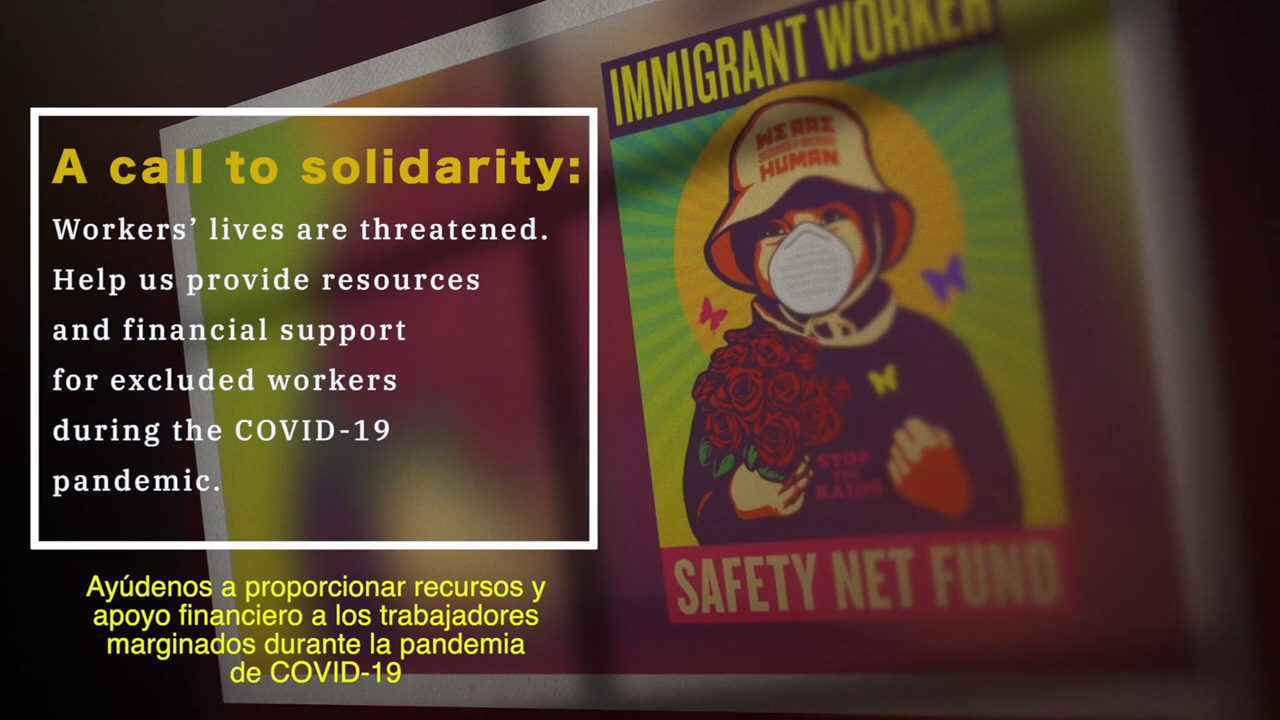 A call to solidarity:
Workers’ lives are threatened.
Help us provide resources
and financial support
for excluded workers
during the COVID-19
pandemic.
Ayúdenos a proporcionar recursos y
apoyo financiero a los trabajadores
marginados durante la pandemia
de COVID-19
IMMIGRANT WORKER
WE ARE
HUMAN
STOP
THE
RAIDS
SAFETY NET FUND